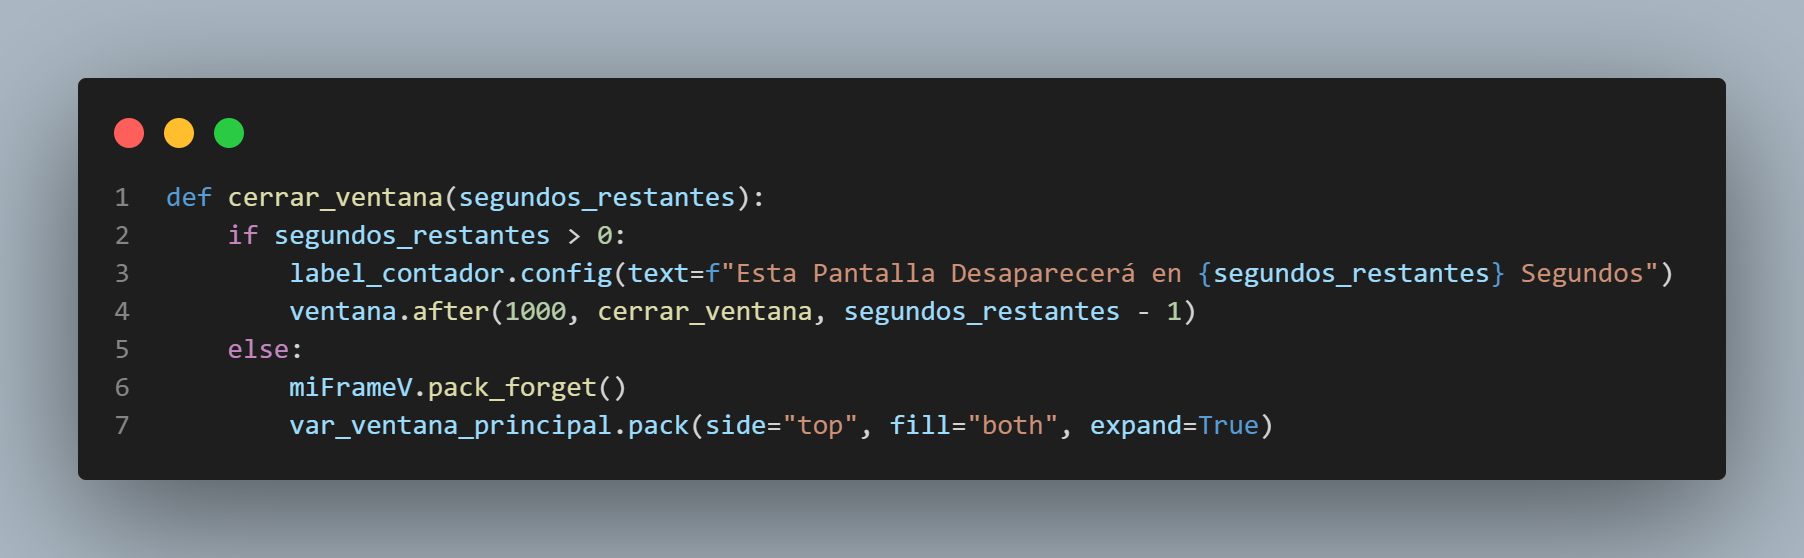 1 def cerrar_ventana(segundos_restantes):
2     if segundos_restantes > 0:
3         label_contador.config(text=f"Esta Pantalla Desaparecerá en {segundos_restantes} Segundos")
4         ventana.after(1000, cerrar_ventana, segundos_restantes - 1)
5     else:
6         miFrameV.pack_forget()
7         var_ventana_principal.pack(side="top", fill="both", expand=True)